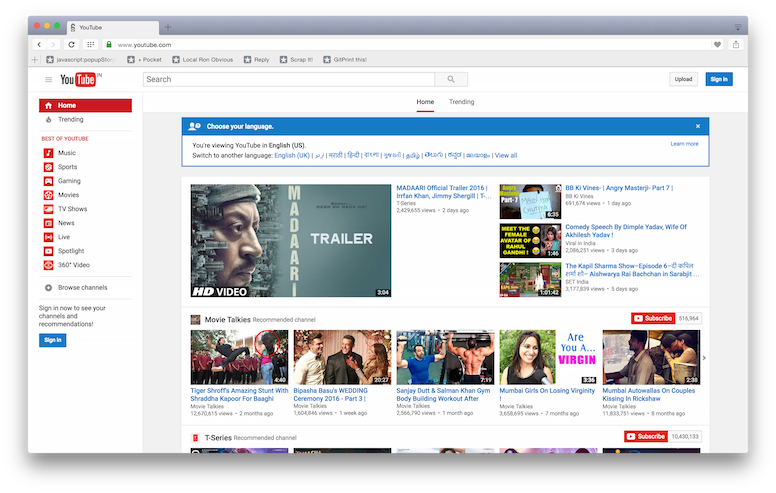 YouTube
www.youtube.com
javascript:popupBlog
+ Pocket
Local Ron Obvious
Reply
Scrap It!
GitPrint this!
YouTube IN
Search
Upload
Sign in
Home
Trending
Home
Trending
BEST OF YOUTUBE
Music
Sports
Gaming
Movies
TV Shows
News
Live
Spotlight
360° Video
Browse channels
Sign in now to see your
channels and
recommendations!
Sign in
Choose your language.
You're viewing YouTube in English (US).
Learn more
Switch to another language: English (UK) | اردو | मराठी | हिन्दी | বাংলা | ગુજરાતી | தமிழ் | తెలుగు | ಕನ್ನಡ | മലയാളം | View all
MADAARI
TRAILER
HD VIDEO
3:04
MADAARI Official Trailer 2016 |
Irrfan Khan, Jimmy Shergill | T-...
T-Series
2,429,655 views • 2 days ago
Angry
Masterji
Part-7
6:35
BB Ki Vines- | Angry Masterji- Part 7 |
BB Ki Vines
691,674 views • 1 day ago
MEET THE
FEMALE
AVATAR OF
RAHUL
GANDHI !
1:46
Comedy Speech By Dimple Yadav, Wife Of
Akhilesh Yadav !
Viral in India
2,086,251 views • 3 days ago
1:01:42
The Kapil Sharma Show–Episode 6–दी कपिल
शर्मा शो– Aishwarya Rai Bachchan in Sarabjit ...
SET India
3,177,839 views • 5 days ago
Movie Talkies Recommended channel
Subscribe 516,964
4:40
Tiger Shroff's Amazing Stunt With
Shraddha Kapoor For Baaghi
Movie Talkies
12,670,615 views • 2 months ago
20:27
Bipasha Basu's WEDDING
Ceremony 2016 - Part 3 |
Movie Talkies
1,604,846 views • 1 week ago
7:19
Sanjay Dutt & Salman Khan Gym
Body Building Workout After
Movie Talkies
2,566,790 views • 1 month ago
Are
You...
VIRGIN
3:36
Mumbai Girls On Losing Virginity
!
Movie Talkies
3,658,695 views • 7 months ago
2:38
Mumbai Autowallas On Couples
Kissing In Rickshaw
Movie Talkies
11,833,751 views • 8 months ago
T-Series Recommended channel
Subscribe 10,430,133